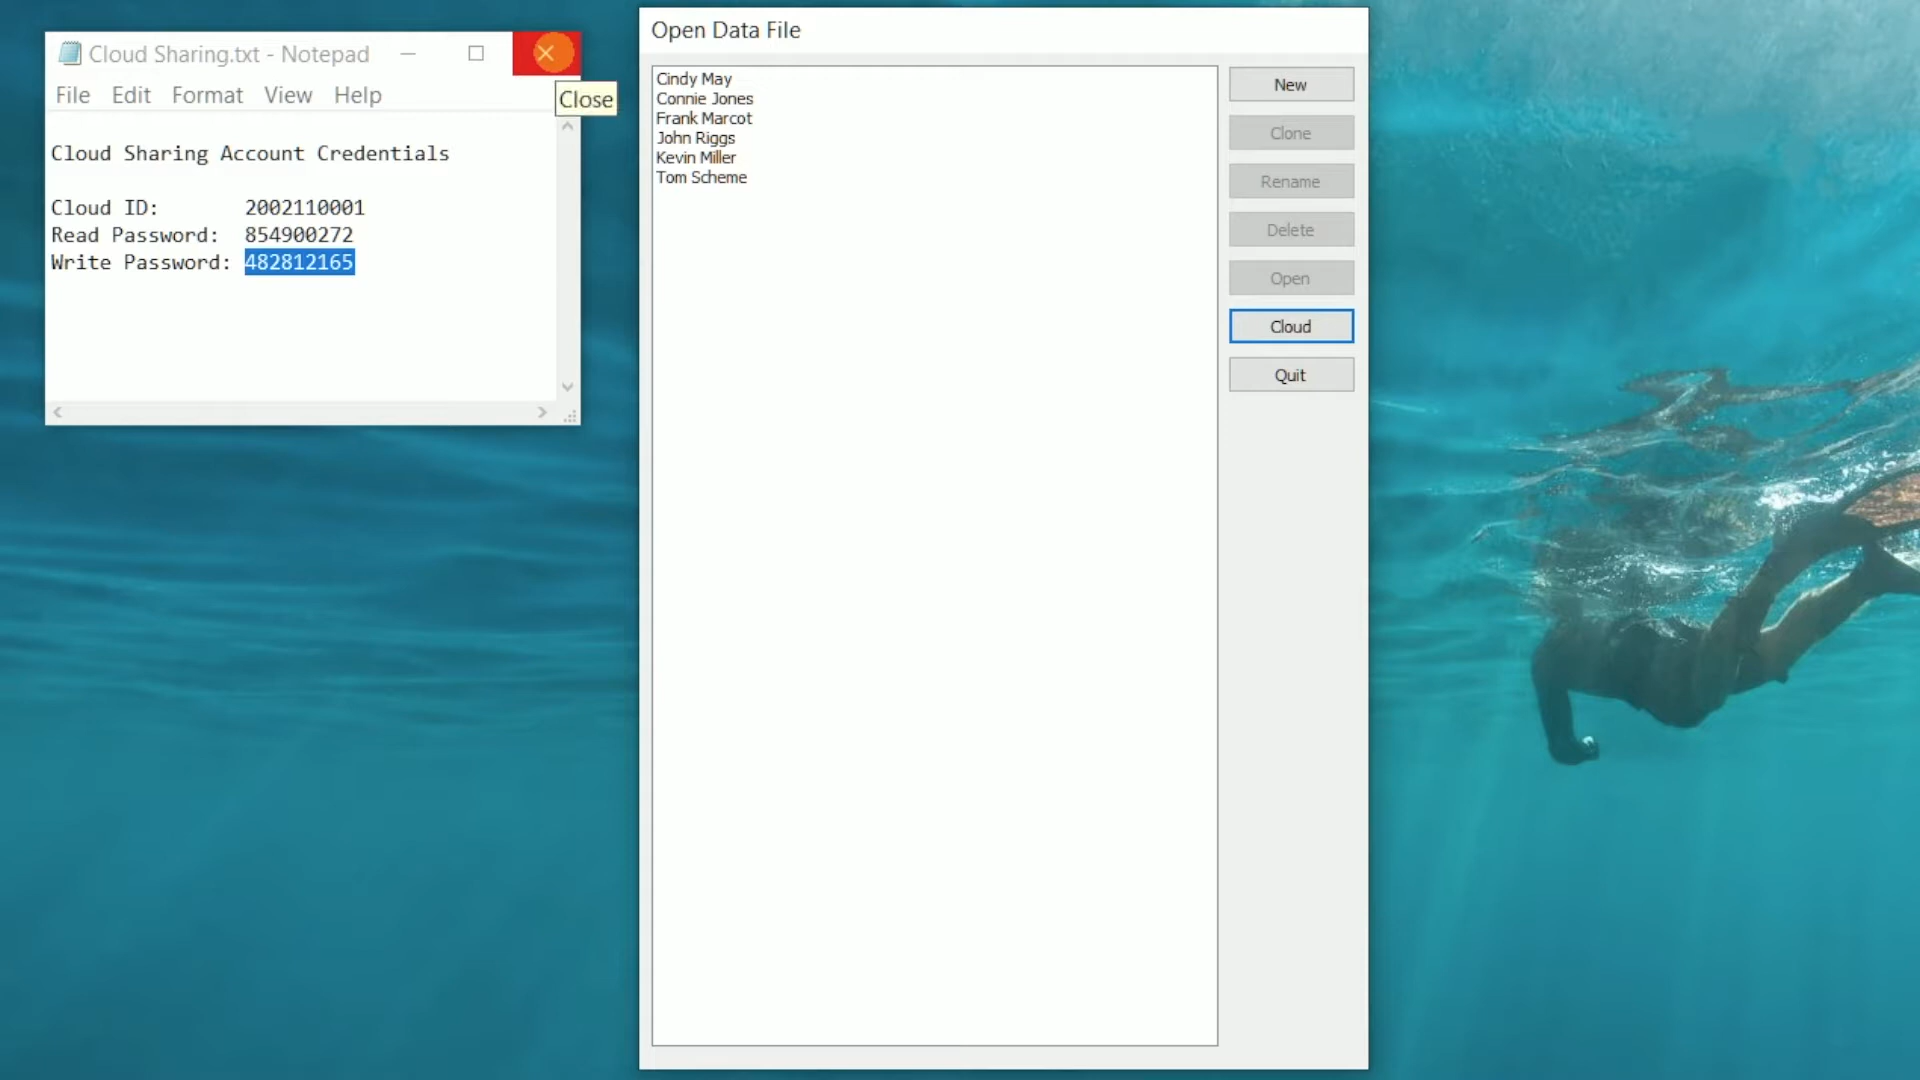 Cloud Sharing.txt - Notepad
File Edit Format View Help
Close
Cloud Sharing Account Credentials
Cloud ID: 2002110001
Read Password: 854900272
Write Password: 482812165
Open Data File
Cindy May
Connie Jones
Frank Marcot
John Riggs
Kevin Miller
Tom Scheme
New
Clone
Rename
Delete
Open
Cloud
Quit